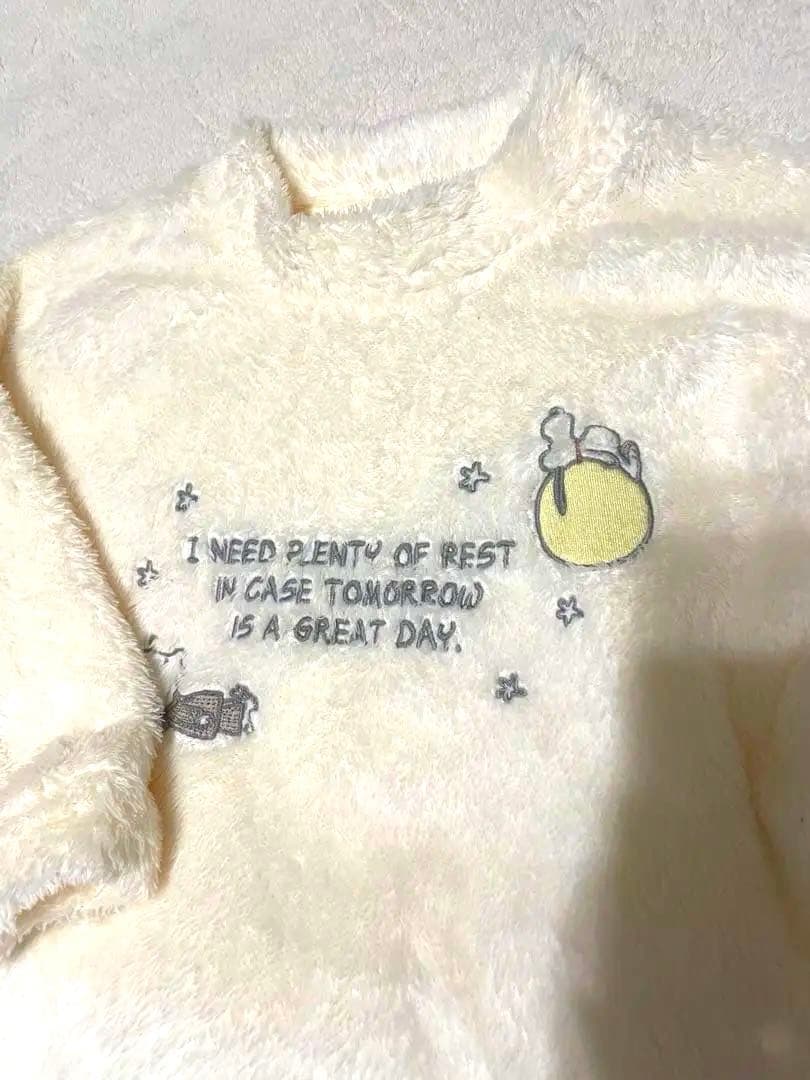 I NEED PLENTY OF REST
IN CASE TOMORROW
IS A GREAT DAY.